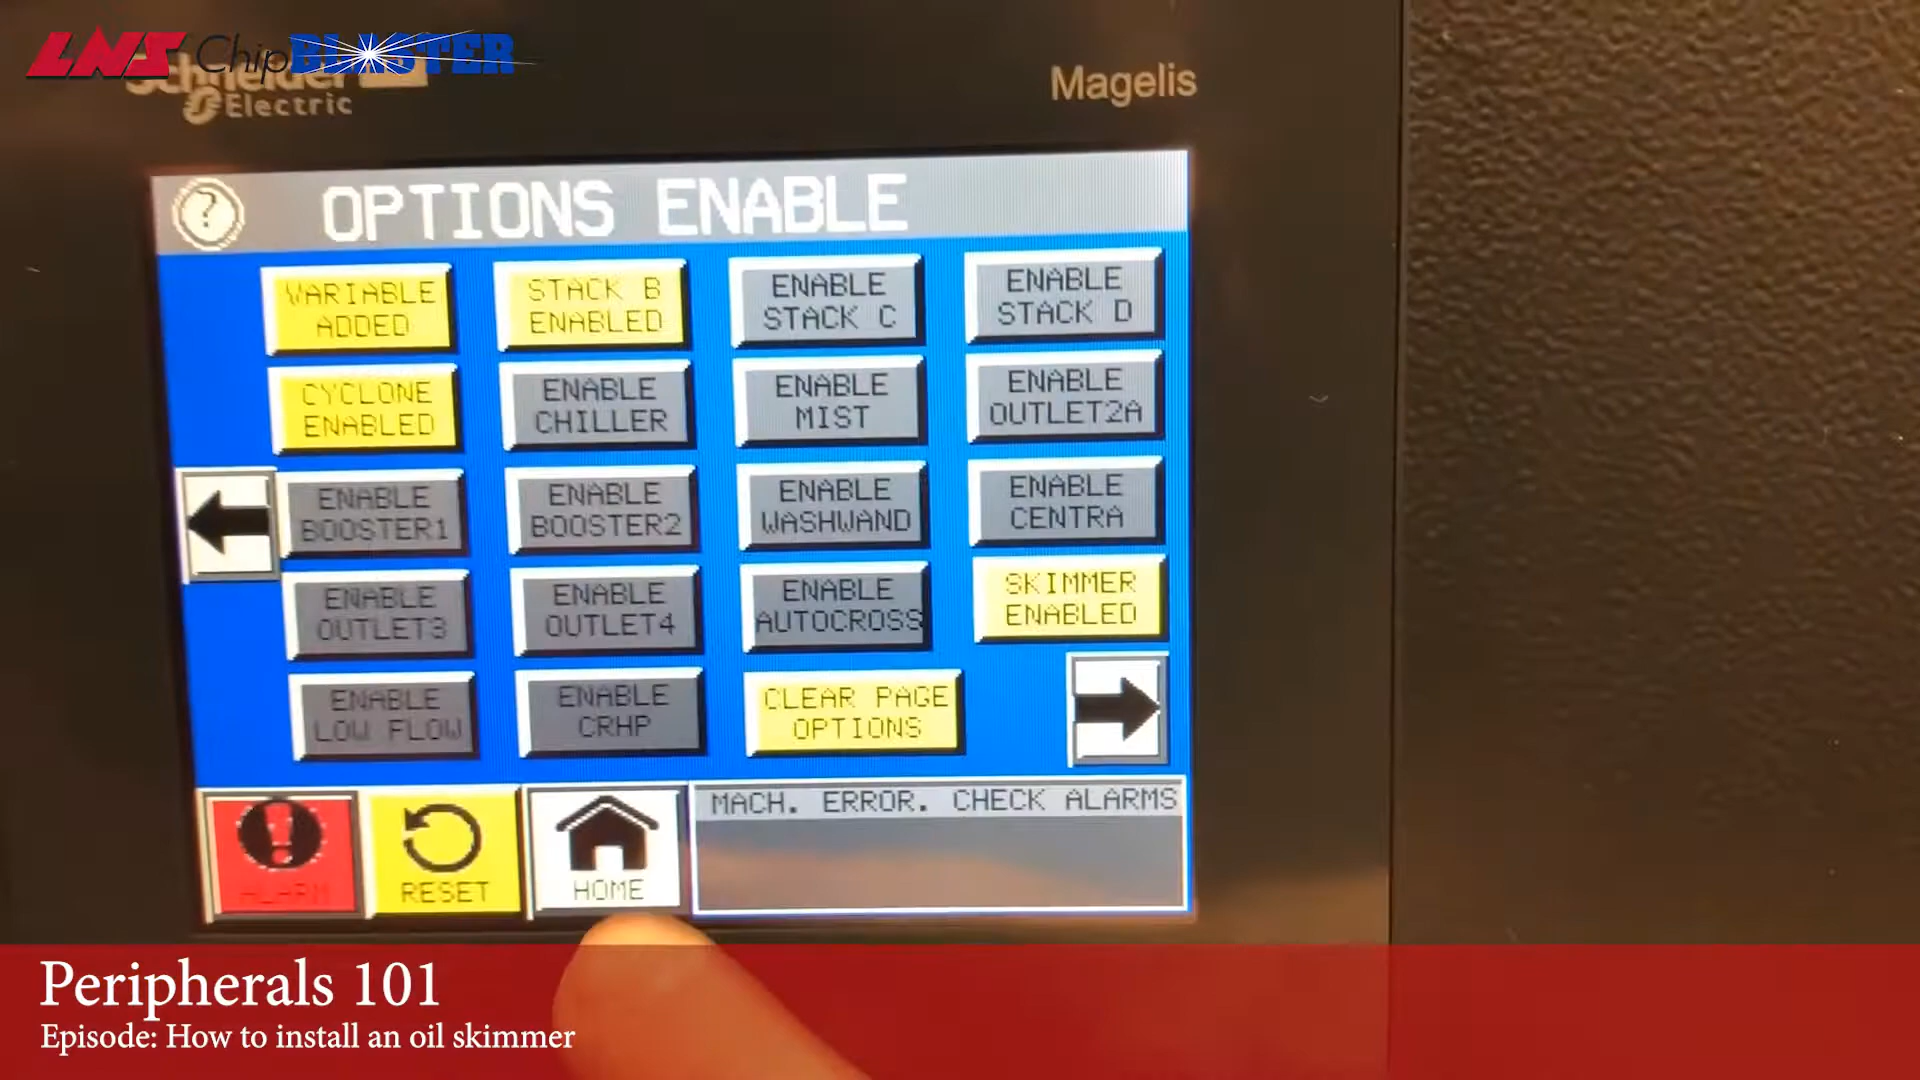 LNS ChipBLASTER
Schneider
Electric
Magelis
OPTIONS ENABLE
VARIABLE
ADDED
STACK B
ENABLED
ENABLE
STACK C
ENABLE
STACK D
CYCLONE
ENABLED
ENABLE
CHILLER
ENABLE
MIST
ENABLE
OUTLET2A
ENABLE
BOOSTER1
ENABLE
BOOSTER2
ENABLE
WASHWAND
ENABLE
CENTRA
ENABLE
OUTLET3
ENABLE
OUTLET4
ENABLE
AUTOCROSS
SKIMMER
ENABLED
ENABLE
LOW FLOW
ENABLE
CRHP
CLEAR PAGE
OPTIONS
ALARM
RESET
HOME
MACH. ERROR. CHECK ALARMS
Peripherals 101
Episode: How to install an oil skimmer